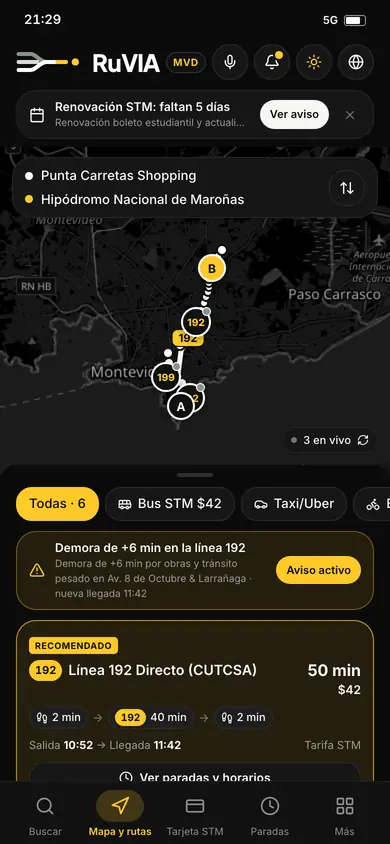 21:29
5G
RuVIA MVD
Renovación STM: faltan 5 días
Renovación boleto estudiantil y actuali...
Ver aviso
Punta Carretas Shopping
Hipódromo Nacional de Maroñas
Montevideo
Aeropue
Internacio
de Carra
RN HB
B
Paso Carrasco
192
192
199
A
2
3 en vivo
Todas · 6
Bus STM $42
Taxi/Uber
Demora de +6 min en la línea 192
Demora de +6 min por obras y tránsito
pesado en Av. 8 de Octubre & Larrañaga ·
nueva llegada 11:42
Aviso activo
RECOMENDADO
192 Línea 192 Directo (CUTCSA)
50 min
$42
2 min → 192 40 min → 2 min
Salida 10:52 → Llegada 11:42
Tarifa STM
Ver paradas y horarios
Buscar
Mapa y rutas
Tarjeta STM
Paradas
Más